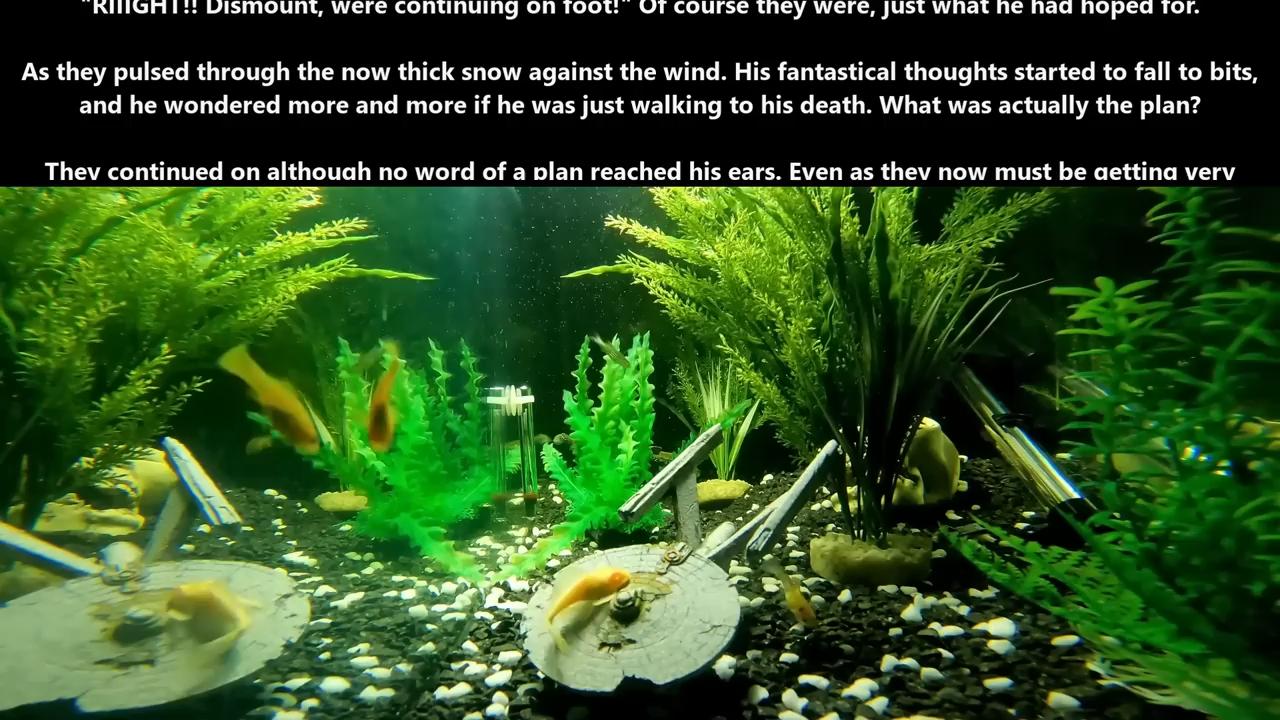 "RIIIGHT!! Dismount, were continuing on foot!" Of course they were, just what he had hoped for.
As they pulsed through the now thick snow against the wind. His fantastical thoughts started to fall to bits,
and he wondered more and more if he was just walking to his death. What was actually the plan?
They continued on although no word of a plan reached his ears. Even as they now must be getting very